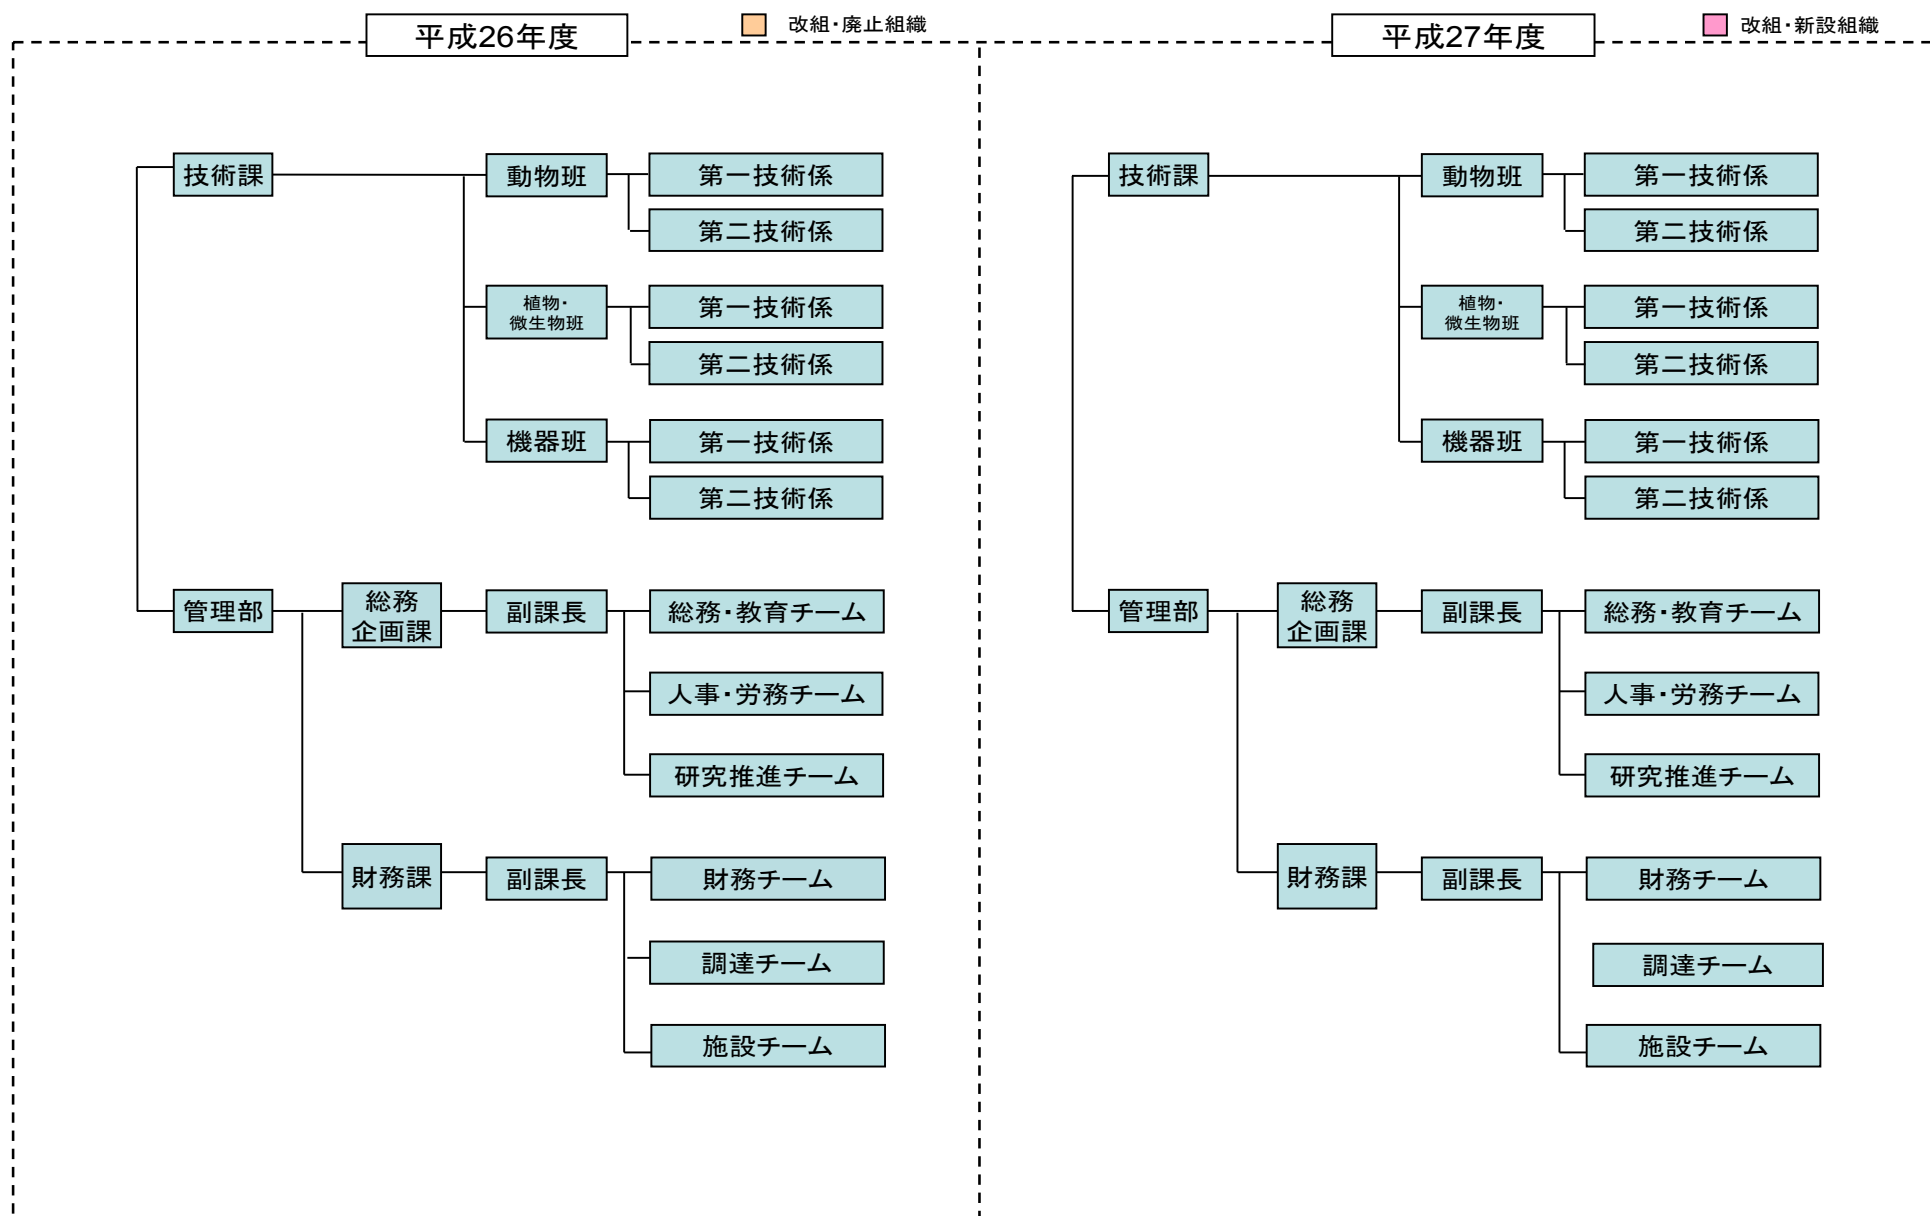 平成26年度
改組・廃止組織
技術課
動物班
第一技術係
第二技術係
植物・
微生物班
第一技術係
第二技術係
機器班
第一技術係
第二技術係
管理部
総務
企画課
副課長
総務・教育チーム
人事・労務チーム
研究推進チーム
財務課
副課長
財務チーム
調達チーム
施設チーム
平成27年度
改組・新設組織
技術課
動物班
第一技術係
第二技術係
植物・
微生物班
第一技術係
第二技術係
機器班
第一技術係
第二技術係
管理部
総務
企画課
副課長
総務・教育チーム
人事・労務チーム
研究推進チーム
財務課
副課長
財務チーム
調達チーム
施設チーム